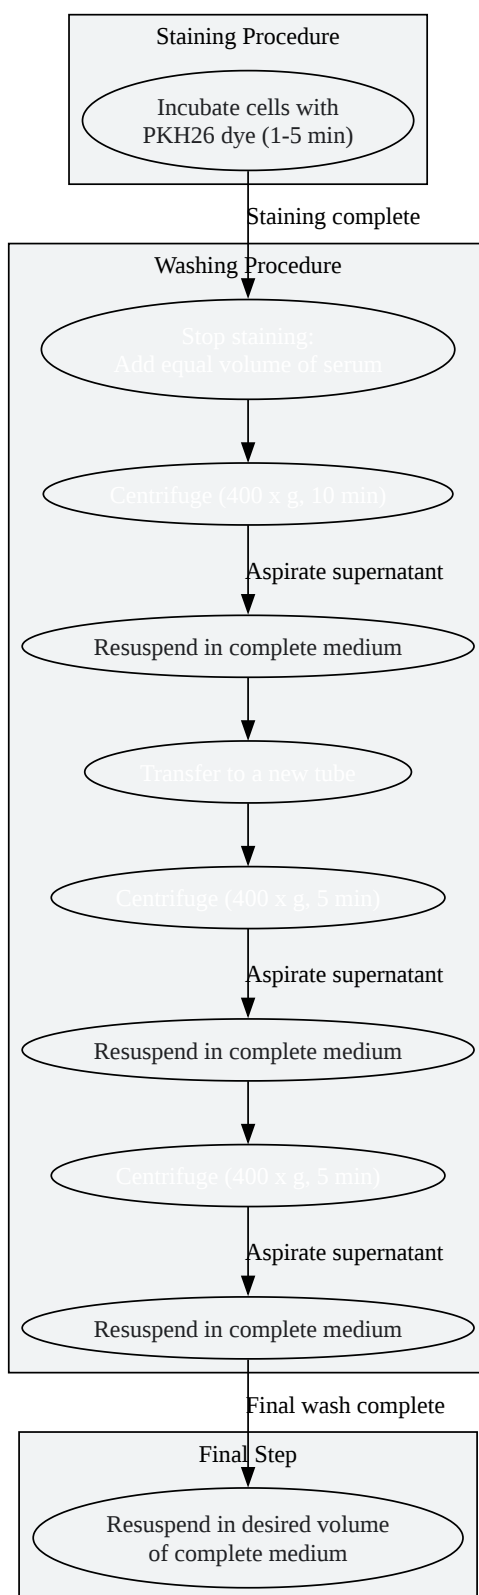 Staining Procedure
Incubate cells with
PKH26 dye (1-5 min)
Staining complete
Washing Procedure
Stop staining:
Add equal volume of serum
Centrifuge (400 x g, 10 min)
Aspirate supernatant
Resuspend in complete medium
Transfer to a new tube
Centrifuge (400 x g, 5 min)
Aspirate supernatant
Resuspend in complete medium
Centrifuge (400 x g, 5 min)
Aspirate supernatant
Resuspend in complete medium
Final wash complete
Final Step
Resuspend in desired volume
of complete medium